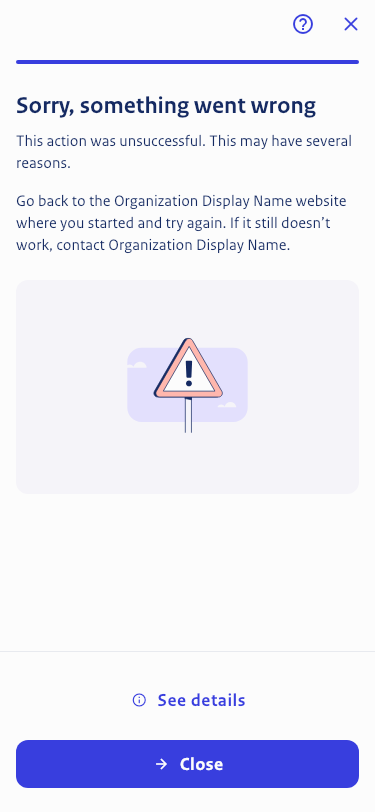 Sorry, something went wrong
This action was unsuccessful. This may have several
reasons.
Go back to the Organization Display Name website
where you started and try again. If it still doesn’t
work, contact Organization Display Name.
See details
Close